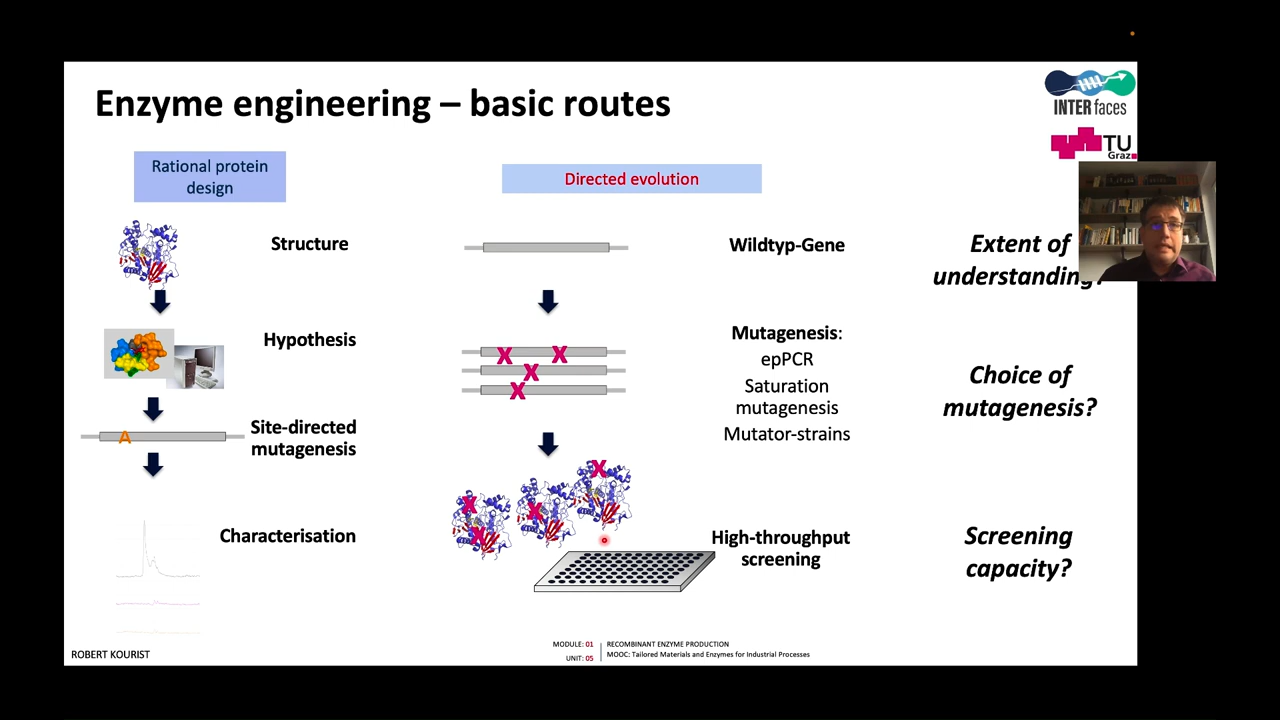 Enzyme engineering – basic routes
INTERfaces
TU
Graz
Rational protein
design
Structure
Hypothesis
A
Site-directed
mutagenesis
Characterisation
Directed evolution
Wildtyp-Gene
X X
X
X
Mutagenesis:
epPCR
Saturation
mutagenesis
Mutator-strains
X
X
X
X
High-throughput
screening
Extent of
understanding?
Choice of
mutagenesis?
Screening
capacity?
ROBERT KOURIST
MODULE: 01
UNIT: 05
RECOMBINANT ENZYME PRODUCTION
MOOC: Tailored Materials and Enzymes for Industrial Processes